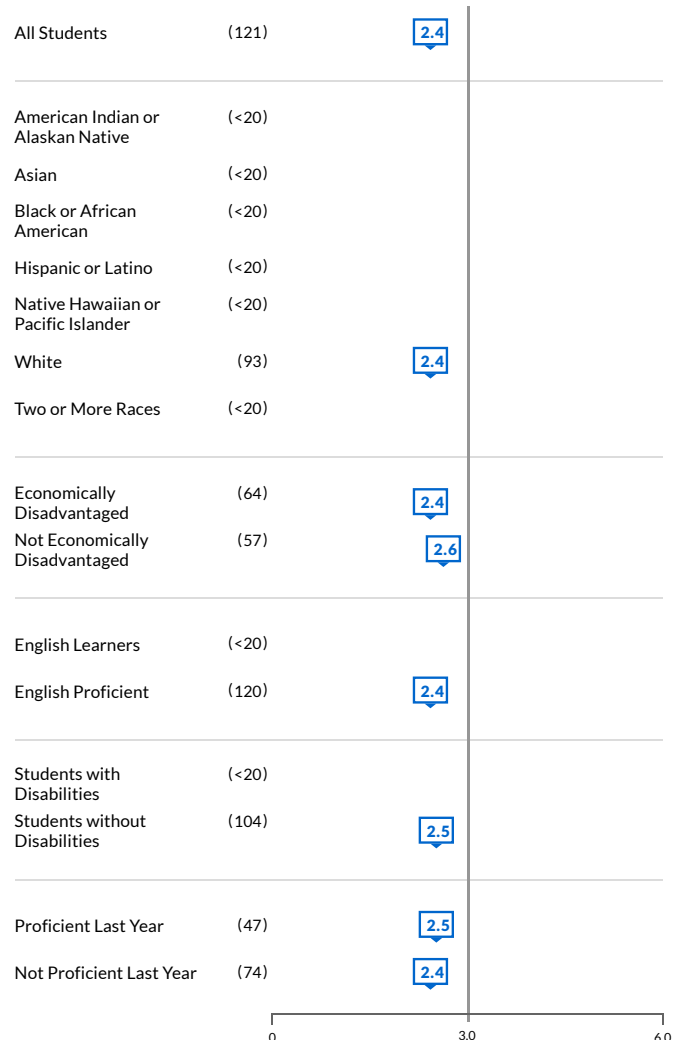 All Students (121) 2.4
American Indian or (<20)
Alaskan Native
Asian (<20)
Black or African (<20)
American
Hispanic or Latino (<20)
Native Hawaiian or (<20)
Pacific Islander
White (93) 2.4
Two or More Races (<20)
Economically (64) 2.4
Disadvantaged
Not Economically (57) 2.6
Disadvantaged
English Learners (<20)
English Proficient (120) 2.4
Students with (<20)
Disabilities
Students without (104) 2.5
Disabilities
Proficient Last Year (47) 2.5
Not Proficient Last Year (74) 2.4
0 3.0 6.0